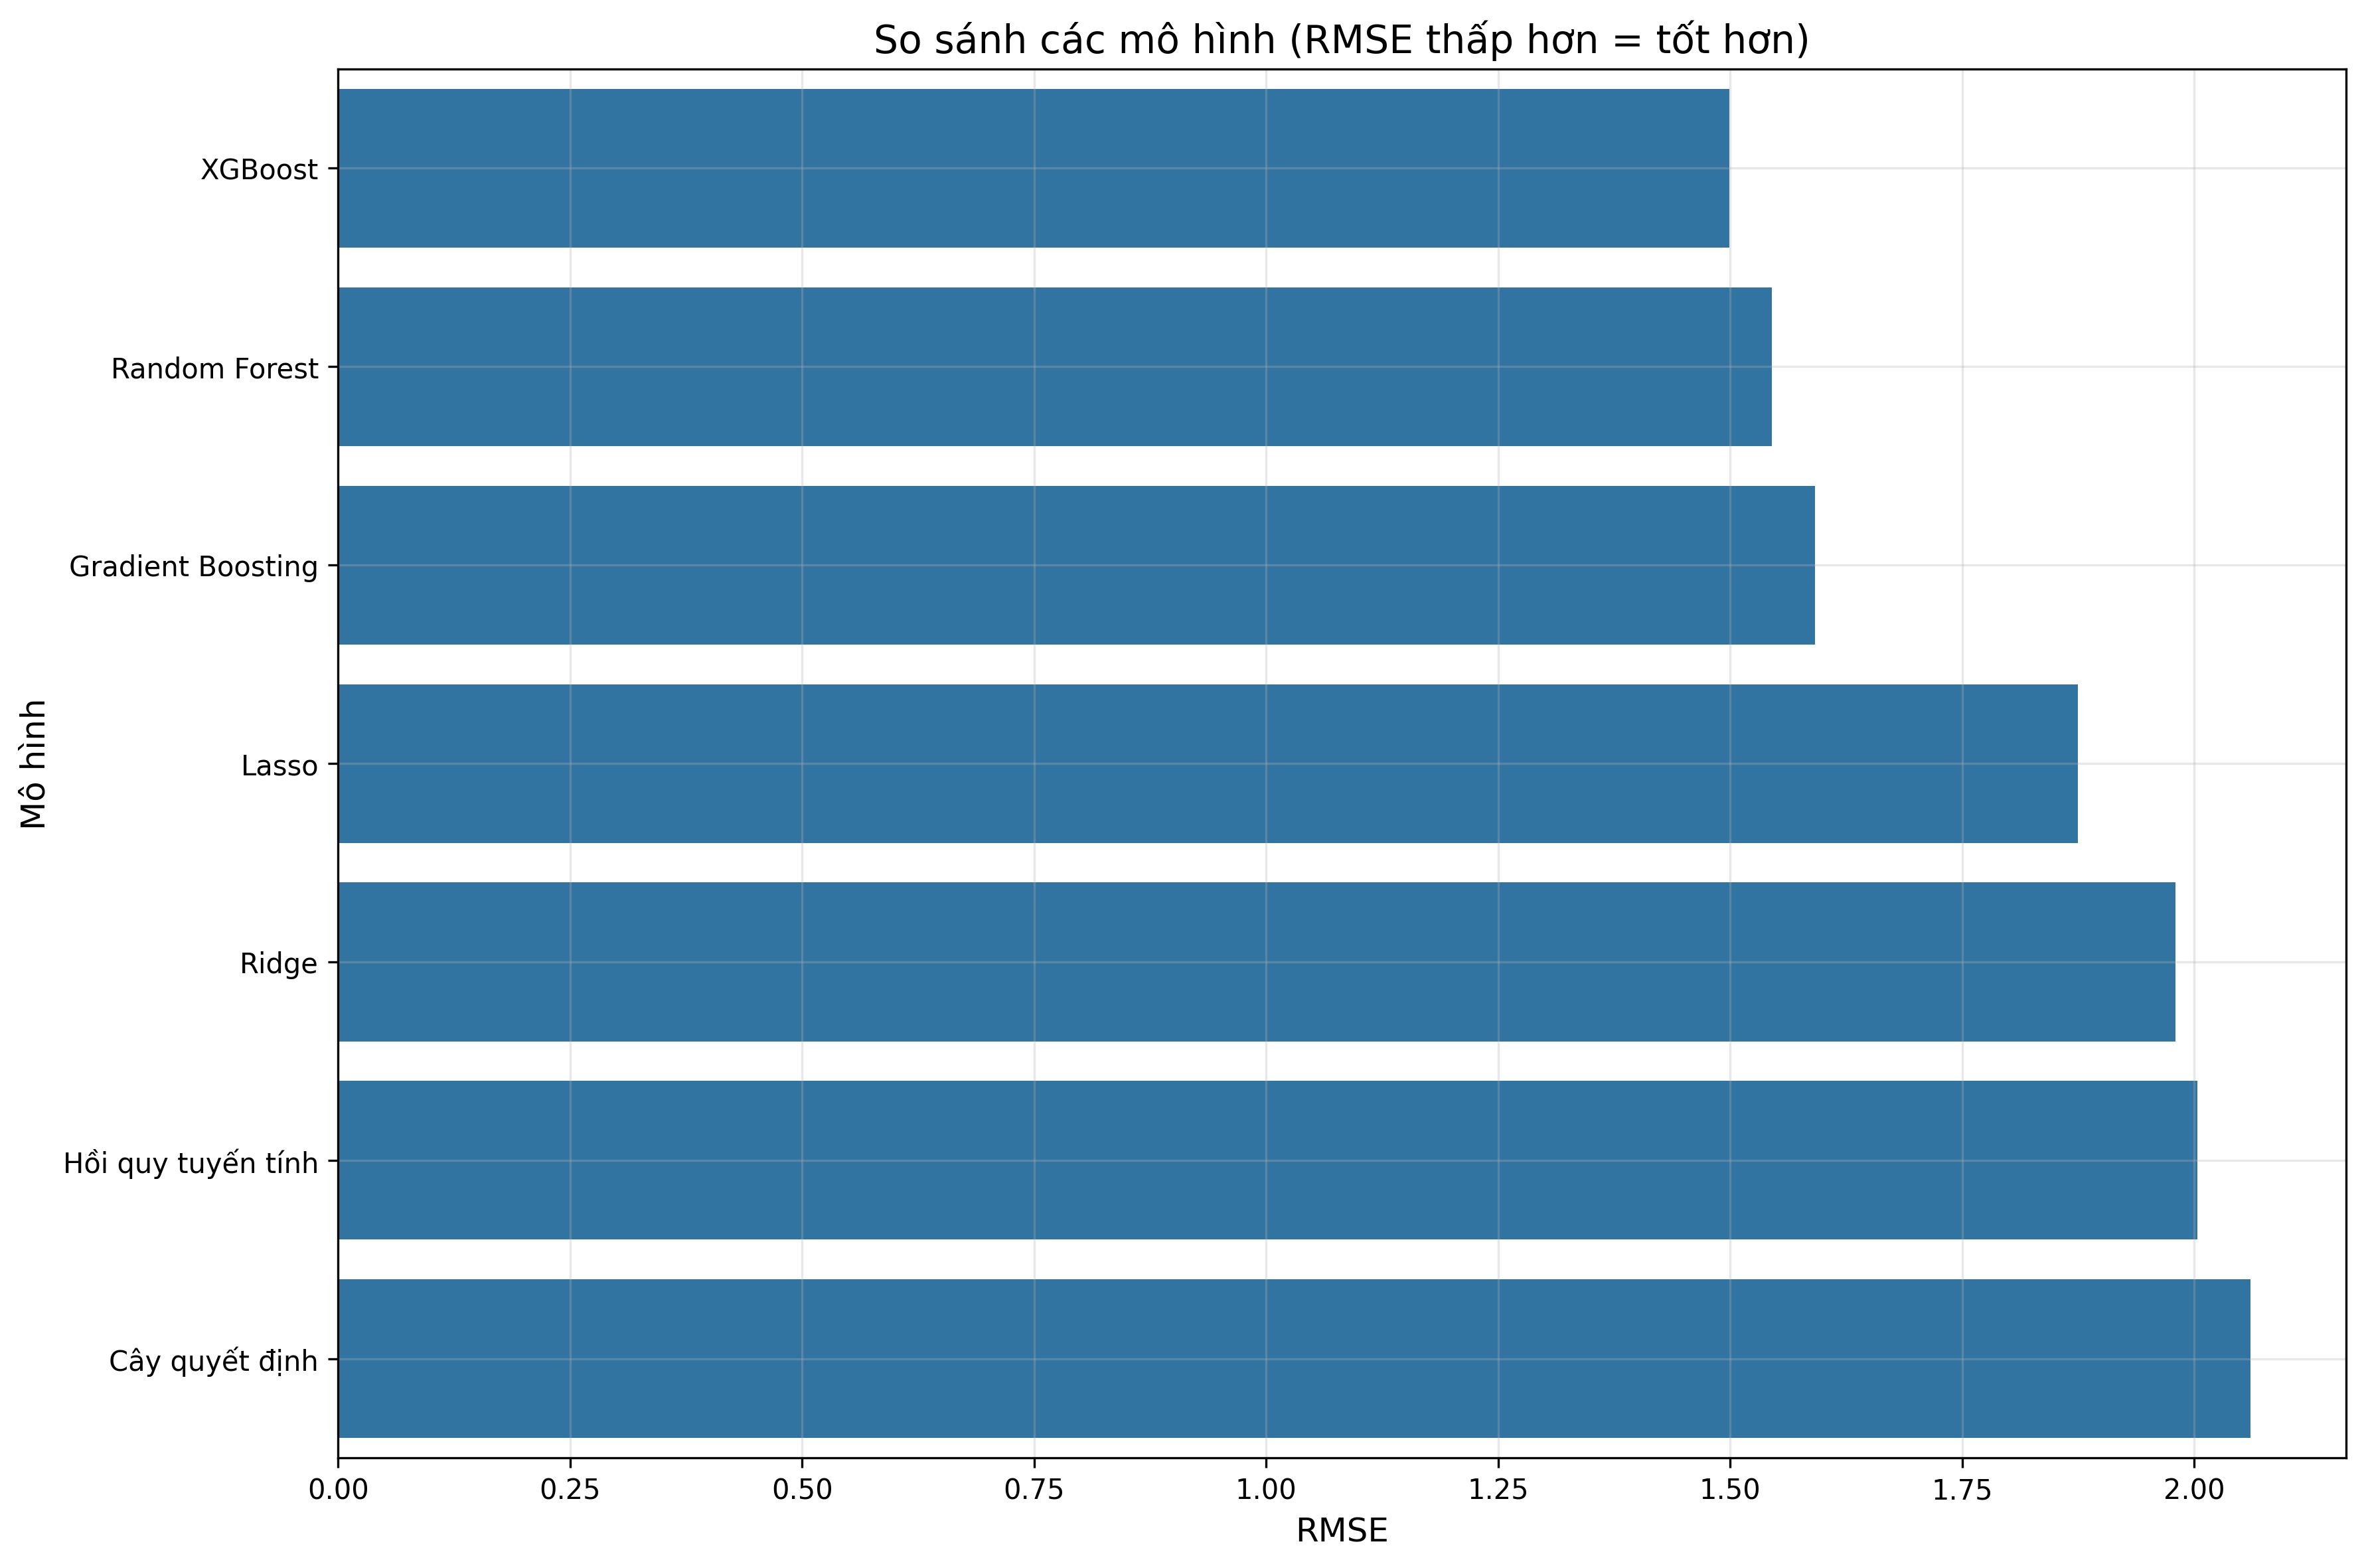 So sánh các mô hình (RMSE thấp hơn = tốt hơn)
Mô hình
XGBoost
Random Forest
Gradient Boosting
Lasso
Ridge
Hồi quy tuyến tính
Cây quyết định
0.00 0.25 0.50 0.75 1.00 1.25 1.50 1.75 2.00
RMSE